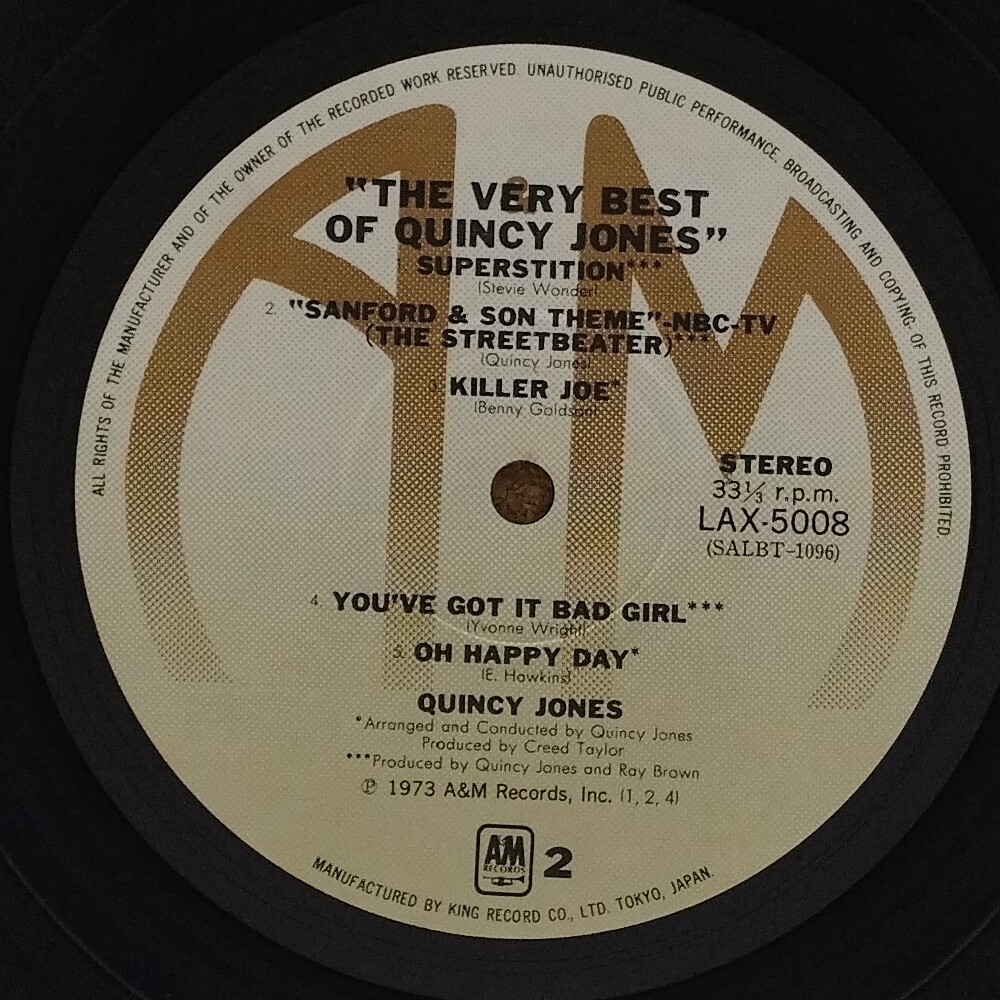 ALL RIGHTS OF THE MANUFACTURER AND OF THE OWNER OF THE RECORDED WORK RESERVED. UNAUTHORISED PUBLIC PERFORMANCE, BROADCASTING AND COPYING OF THIS RECORD PROHIBITED
"THE VERY BEST
OF QUINCY JONES"
1. SUPERSTITION***
(Stevie Wonder)
2. "SANFORD & SON THEME"-NBC-TV
(THE STREETBEATER)***
(Quincy Jones)
3. KILLER JOE*
(Benny Goldson)
STEREO
33⅓ r.p.m.
LAX-5008
(SALBT-1096)
4. YOU'VE GOT IT BAD GIRL***
(Yvonne Wright)
5. OH HAPPY DAY*
(E. Hawkins)
QUINCY JONES
*Arranged and Conducted by Quincy Jones
Produced by Creed Taylor
***Produced by Quincy Jones and Ray Brown
℗ 1973 A&M Records, Inc. (1, 2, 4)
A&M
RECORDS
2
MANUFACTURED BY KING RECORD CO., LTD. TOKYO, JAPAN.